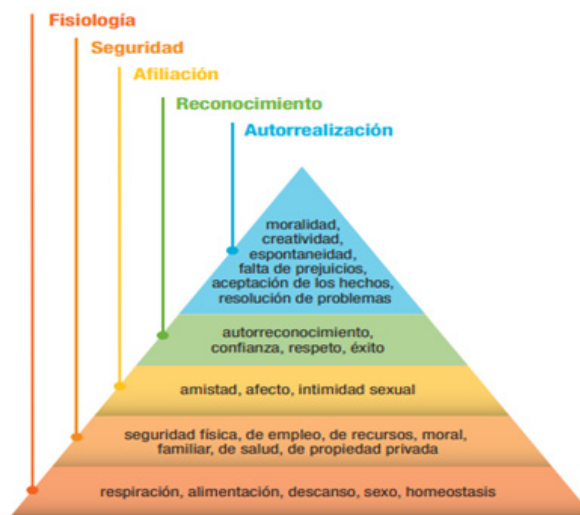 Fisiología
Seguridad
Afiliación
Reconocimiento
Autorrealización
moralidad,
creatividad,
espontaneidad,
falta de prejuicios,
aceptación de los hechos,
resolución de problemas
autorreconocimiento,
confianza, respeto, éxito
amistad, afecto, intimidad sexual
seguridad física, de empleo, de recursos, moral,
familiar, de salud, de propiedad privada
respiración, alimentación, descanso, sexo, homeostasis